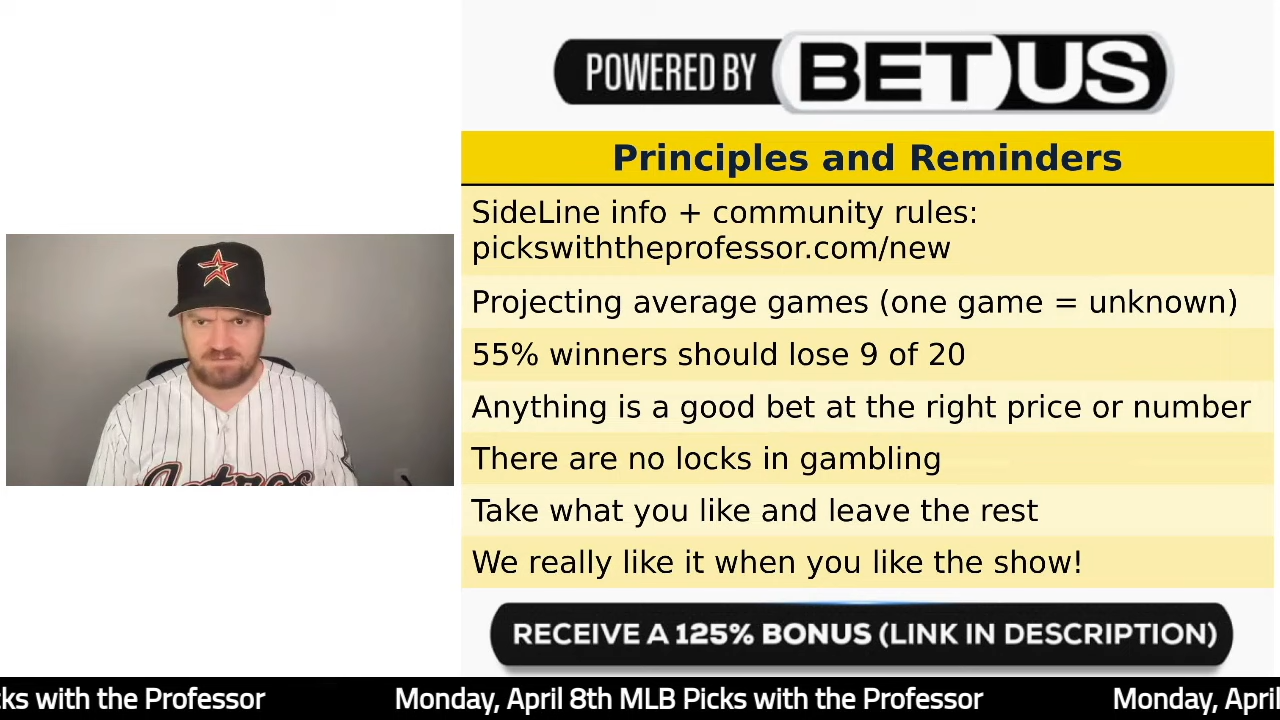 POWERED BY BETUS
Principles and Reminders
SideLine info + community rules:
pickswiththeprofessor.com/new
Projecting average games (one game = unknown)
55% winners should lose 9 of 20
Anything is a good bet at the right price or number
There are no locks in gambling
Take what you like and leave the rest
We really like it when you like the show!
Astros
RECEIVE A 125% BONUS (LINK IN DESCRIPTION)
cks with the Professor Monday, April 8th MLB Picks with the Professor Monday, April